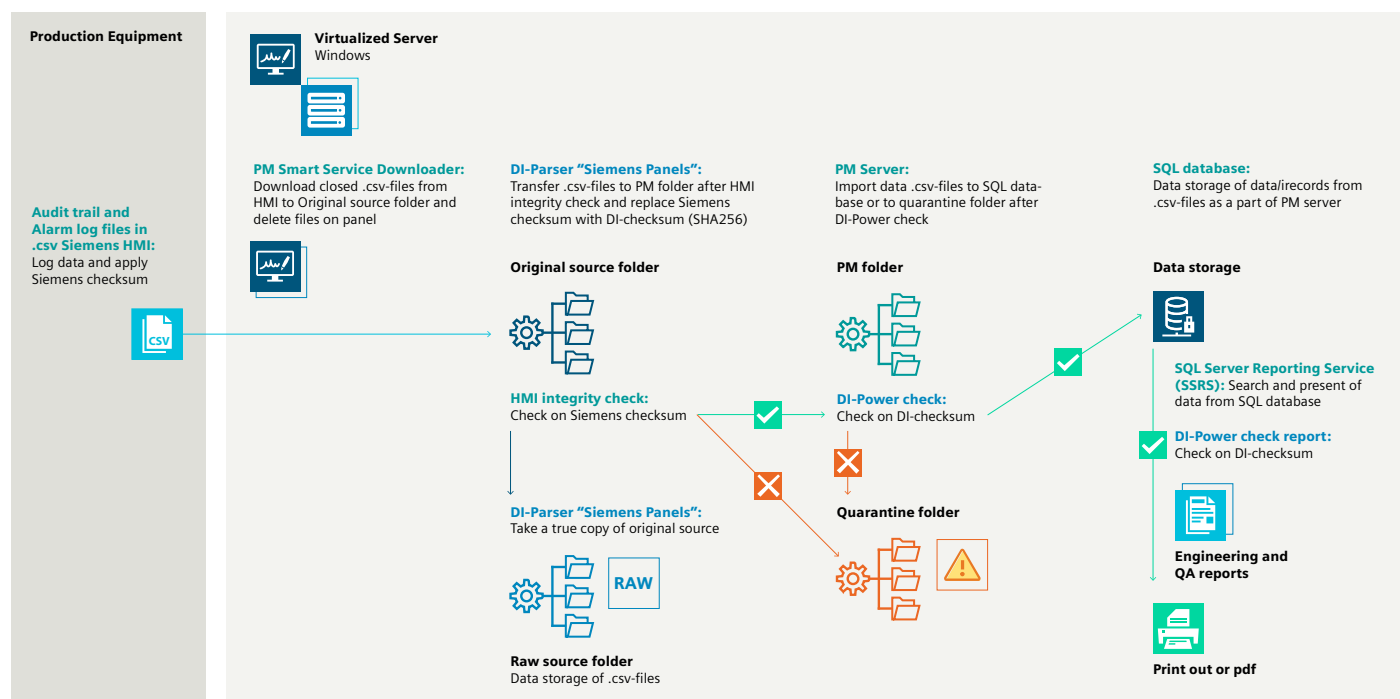 Production Equipment
Audit trail and
Alarm log files in
.csv Siemens HMI:
Log data and apply
Siemens checksum
CSV
Virtualized Server
Windows
PM Smart Service Downloader:
Download closed .csv-files from
HMI to Original source folder and
delete files on panel
DI-Parser “Siemens Panels”:
Transfer .csv-files to PM folder after HMI
integrity check and replace Siemens
checksum with DI-checksum (SHA256)
PM Server:
Import data .csv-files to SQL data-
base or to quarantine folder after
DI-Power check
SQL database:
Data storage of data/irecords from
.csv-files as a part of PM server
Original source folder
PM folder
Data storage
HMI integrity check:
Check on Siemens checksum
DI-Power check:
Check on DI-checksum
SQL Server Reporting Service
(SSRS): Search and present of
data from SQL database
DI-Power check report:
Check on DI-checksum
DI-Parser “Siemens Panels”:
Take a true copy of original source
RAW
Raw source folder
Data storage of .csv-files
Quarantine folder
Engineering and
QA reports
Print out or pdf